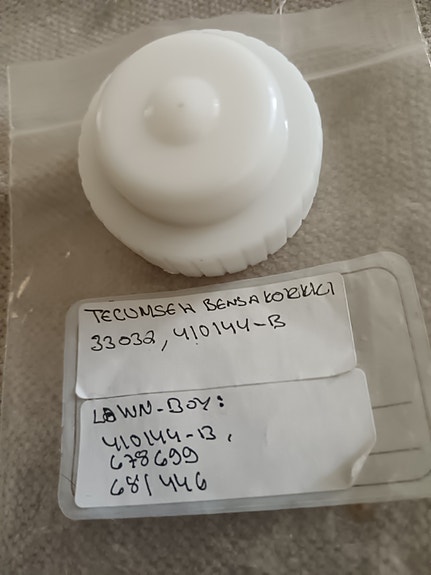 TECUMSEH BENSAKORKKI
33032, 410144-B
LAWN-BOY:
410144-B,
678699
681446